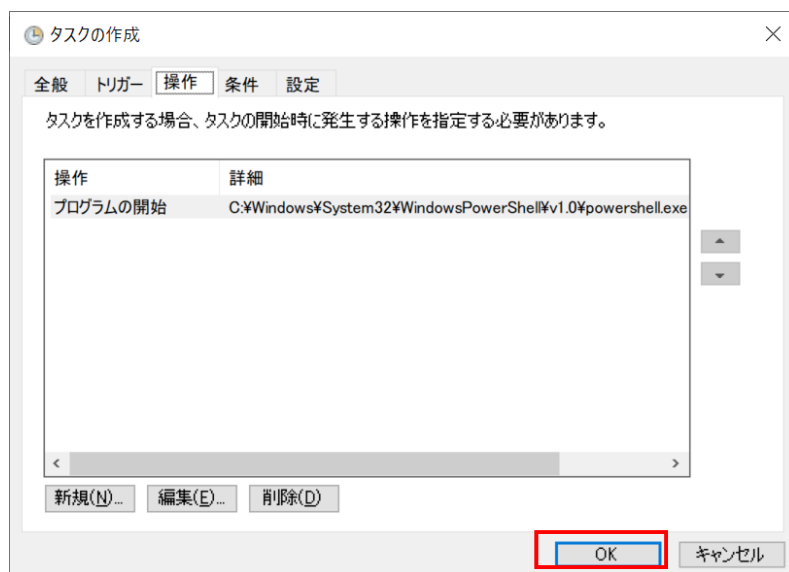 タスクの作成
全般 トリガー 操作 条件 設定
タスクを作成する場合、タスクの開始時に発生する操作を指定する必要があります。
操作 詳細
プログラムの開始 C:¥Windows¥System32¥WindowsPowerShell¥v1.0¥powershell.exe
新規(N)... 編集(E)... 削除(D)
OK キャンセル